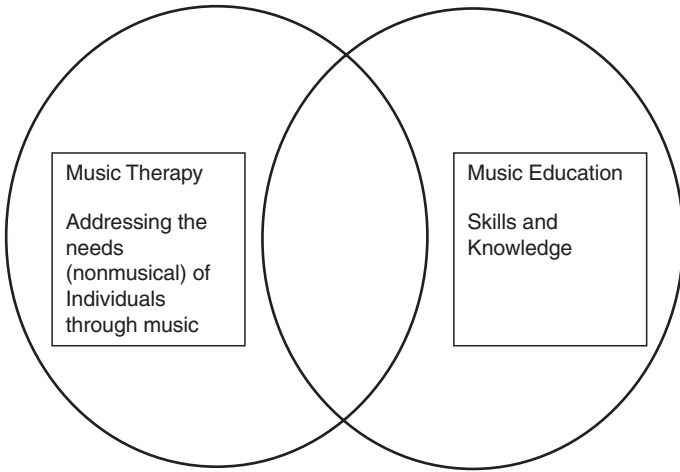 Music Therapy
Addressing the
needs
(nonmusical) of
Individuals
through music
Music Education
Skills and
Knowledge